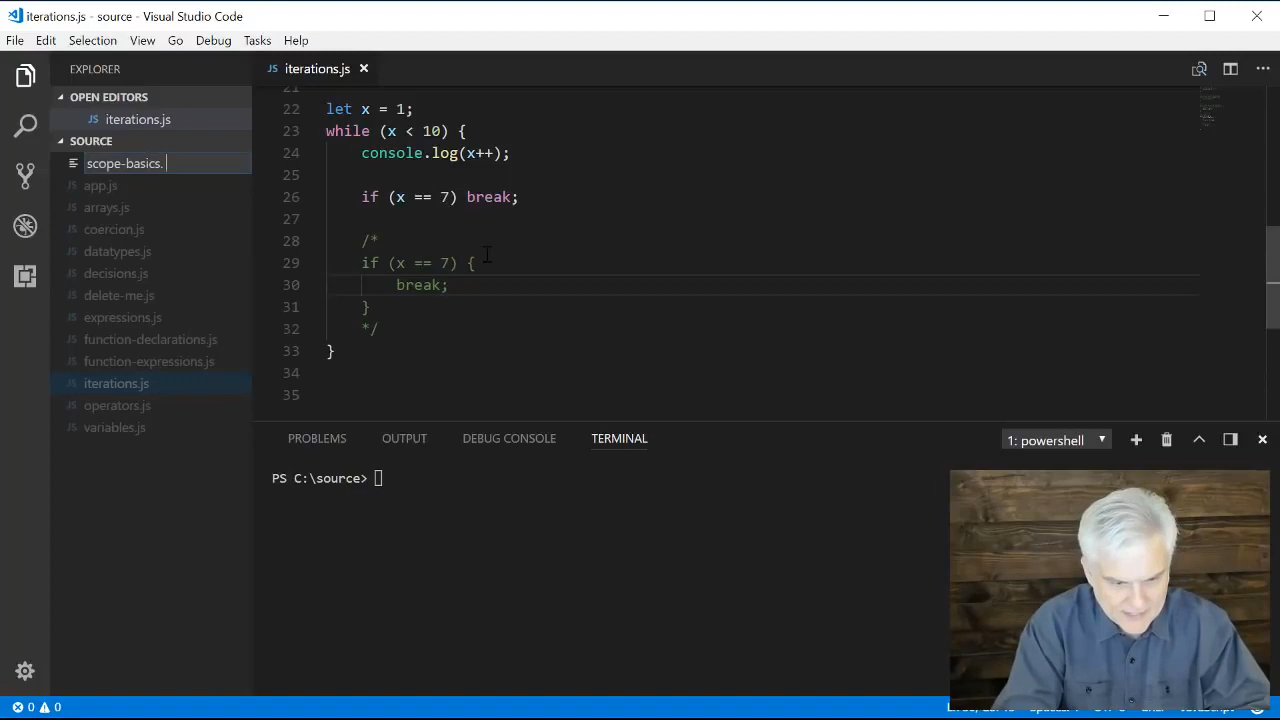 iterations.js - source - Visual Studio Code
File Edit Selection View Go Debug Tasks Help
EXPLORER
OPEN EDITORS
iterations.js
SOURCE
scope-basics.
app.js
arrays.js
coercion.js
datatypes.js
decisions.js
delete-me.js
expressions.js
function-declarations.js
function-expressions.js
iterations.js
operators.js
variables.js
JS iterations.js
21
22 let x = 1;
23 while (x < 10) {
24 console.log(x++);
25
26 if (x == 7) break;
27
28 /*
29 if (x == 7) {
30 break;
31 }
32 */
33 }
34
35
PROBLEMS OUTPUT DEBUG CONSOLE TERMINAL
1: powershell
PS C:\source>
0 0